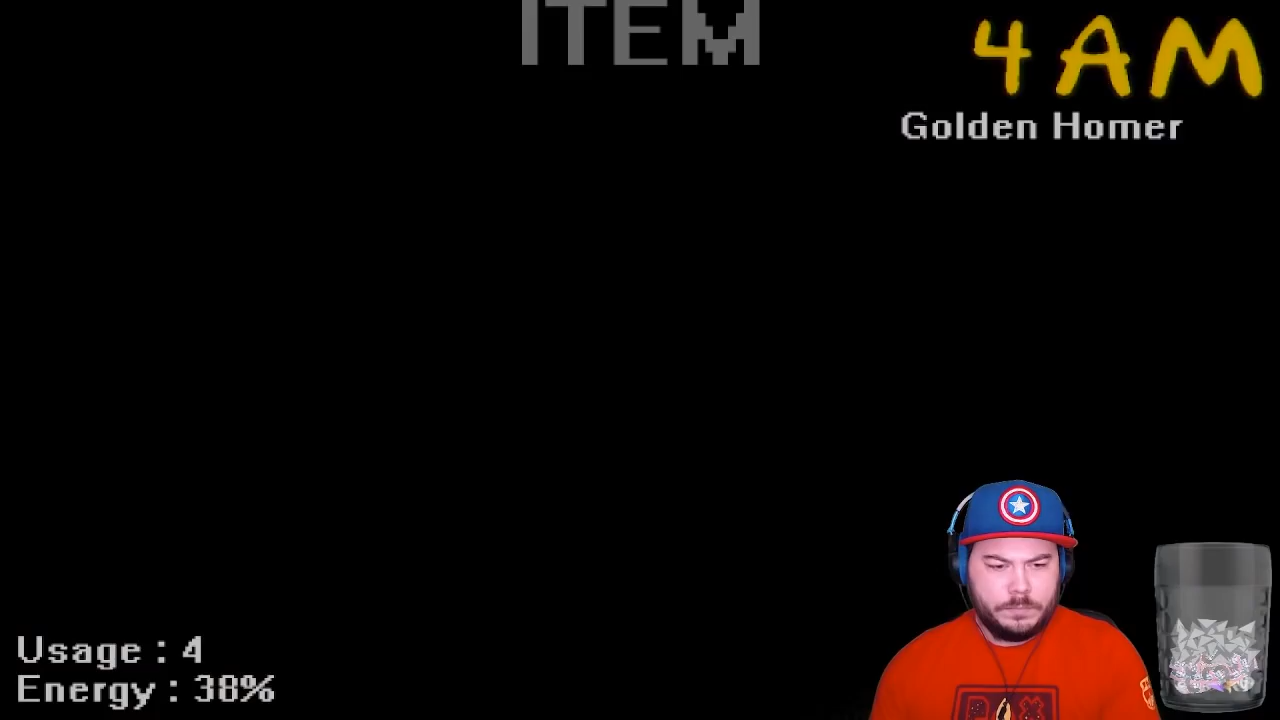 ITEM
4 AM
Golden Homer
Usage : 4
Energy : 38%